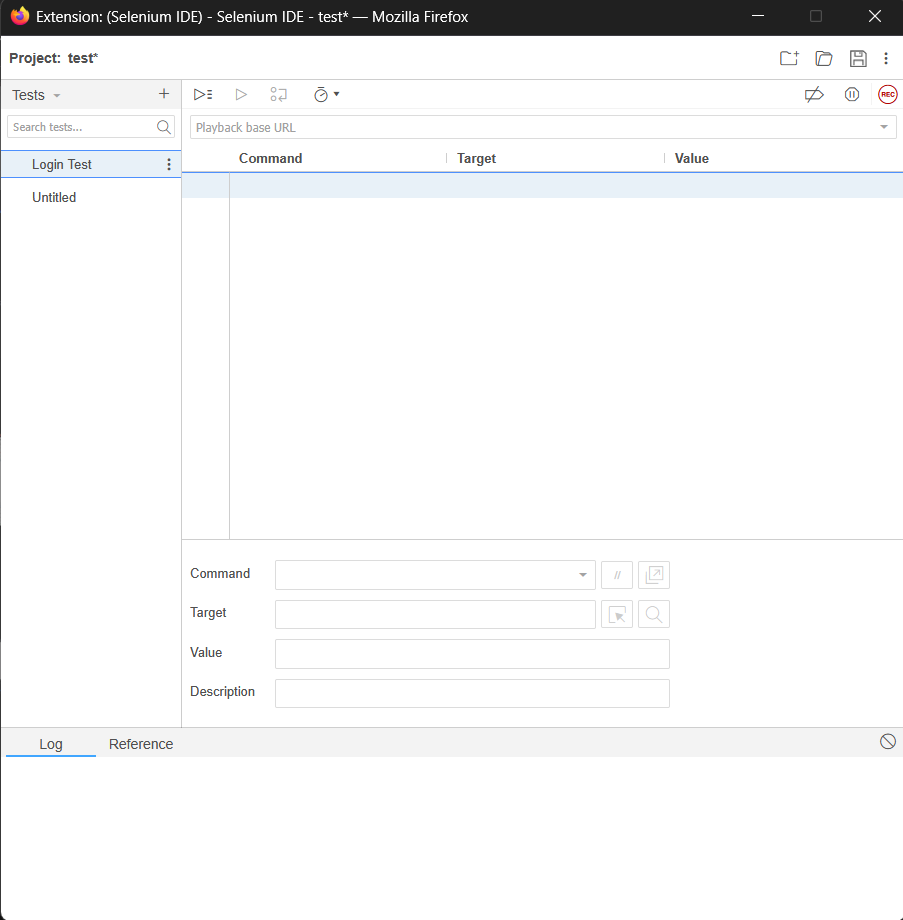 Extension: (Selenium IDE) - Selenium IDE - test* — Mozilla Firefox
Project: test*
Tests
REC
Search tests...
Playback base URL
Command Target Value
Login Test
Untitled
Command
//
Target
Value
Description
Log Reference